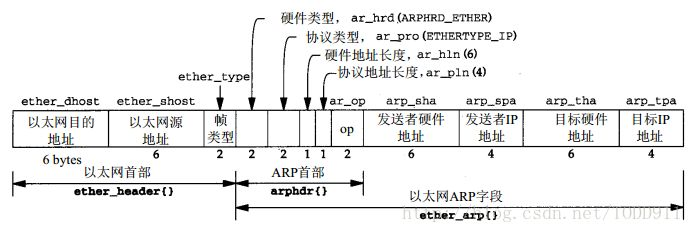 硬件类型, ar_hrd(ARPHRD_ETHER)
协议类型, ar_pro(ETHERTYPE_IP)
硬件地址长度, ar_hln(6)
协议地址长度, ar_pln(4)
ether_type
ether_dhost ether_shost ar_op arp_sha arp_spa arp_tha arp_tpa
以太网目的 以太网源 帧 op 发送者硬件 发送者IP 目标硬件 目标IP
地址 地址 类型 地址 地址 地址 地址
6 bytes 6 2 2 2 1 1 2 6 4 6 4
以太网首部 ARP首部
ether_header{} arphdr{} 以太网ARP字段
ether_arp{}